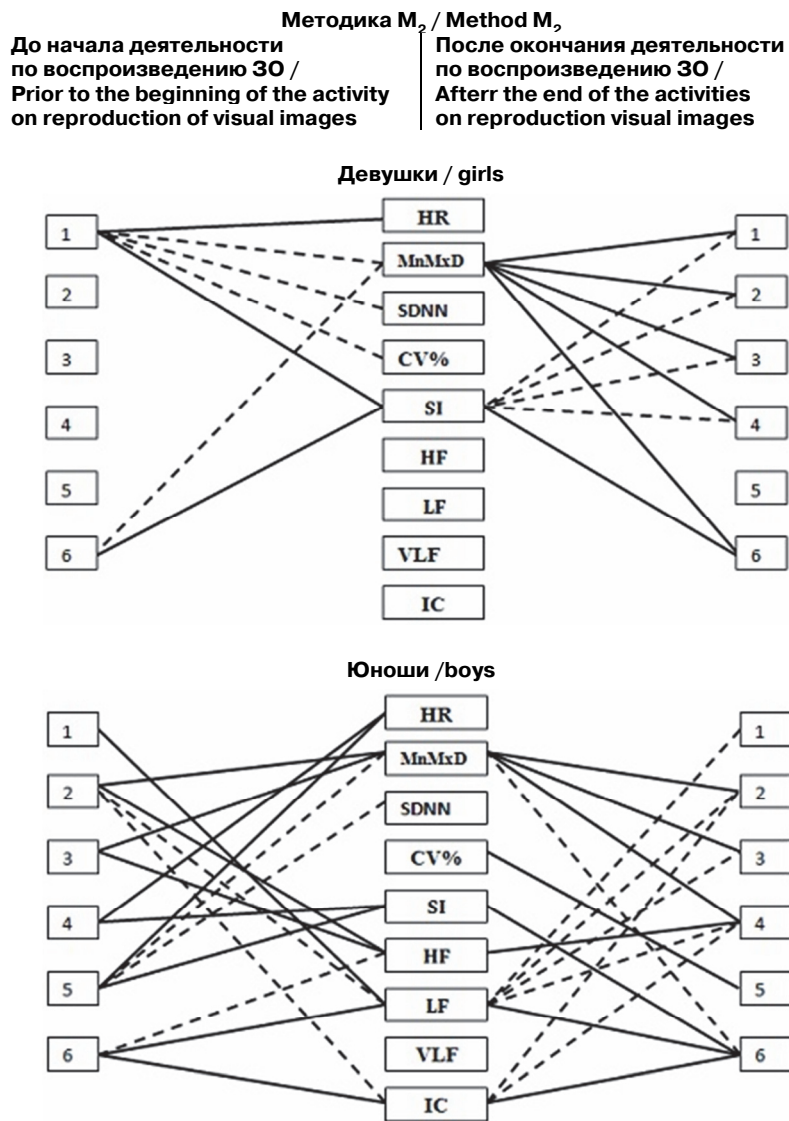 Методика М₂ / Method M₂
До начала деятельности
по воспроизведению ЗО /
Prior to the beginning of the activity
on reproduction of visual images
После окончания деятельности
по воспроизведению ЗО /
Afterr the end of the activities
on reproduction visual images
Девушки / girls
1
2
3
4
5
6
HR
MnMxD
SDNN
CV%
SI
HF
LF
VLF
IC
1
2
3
4
5
6
Юноши /boys
1
2
3
4
5
6
HR
MnMxD
SDNN
CV%
SI
HF
LF
VLF
IC
1
2
3
4
5
6